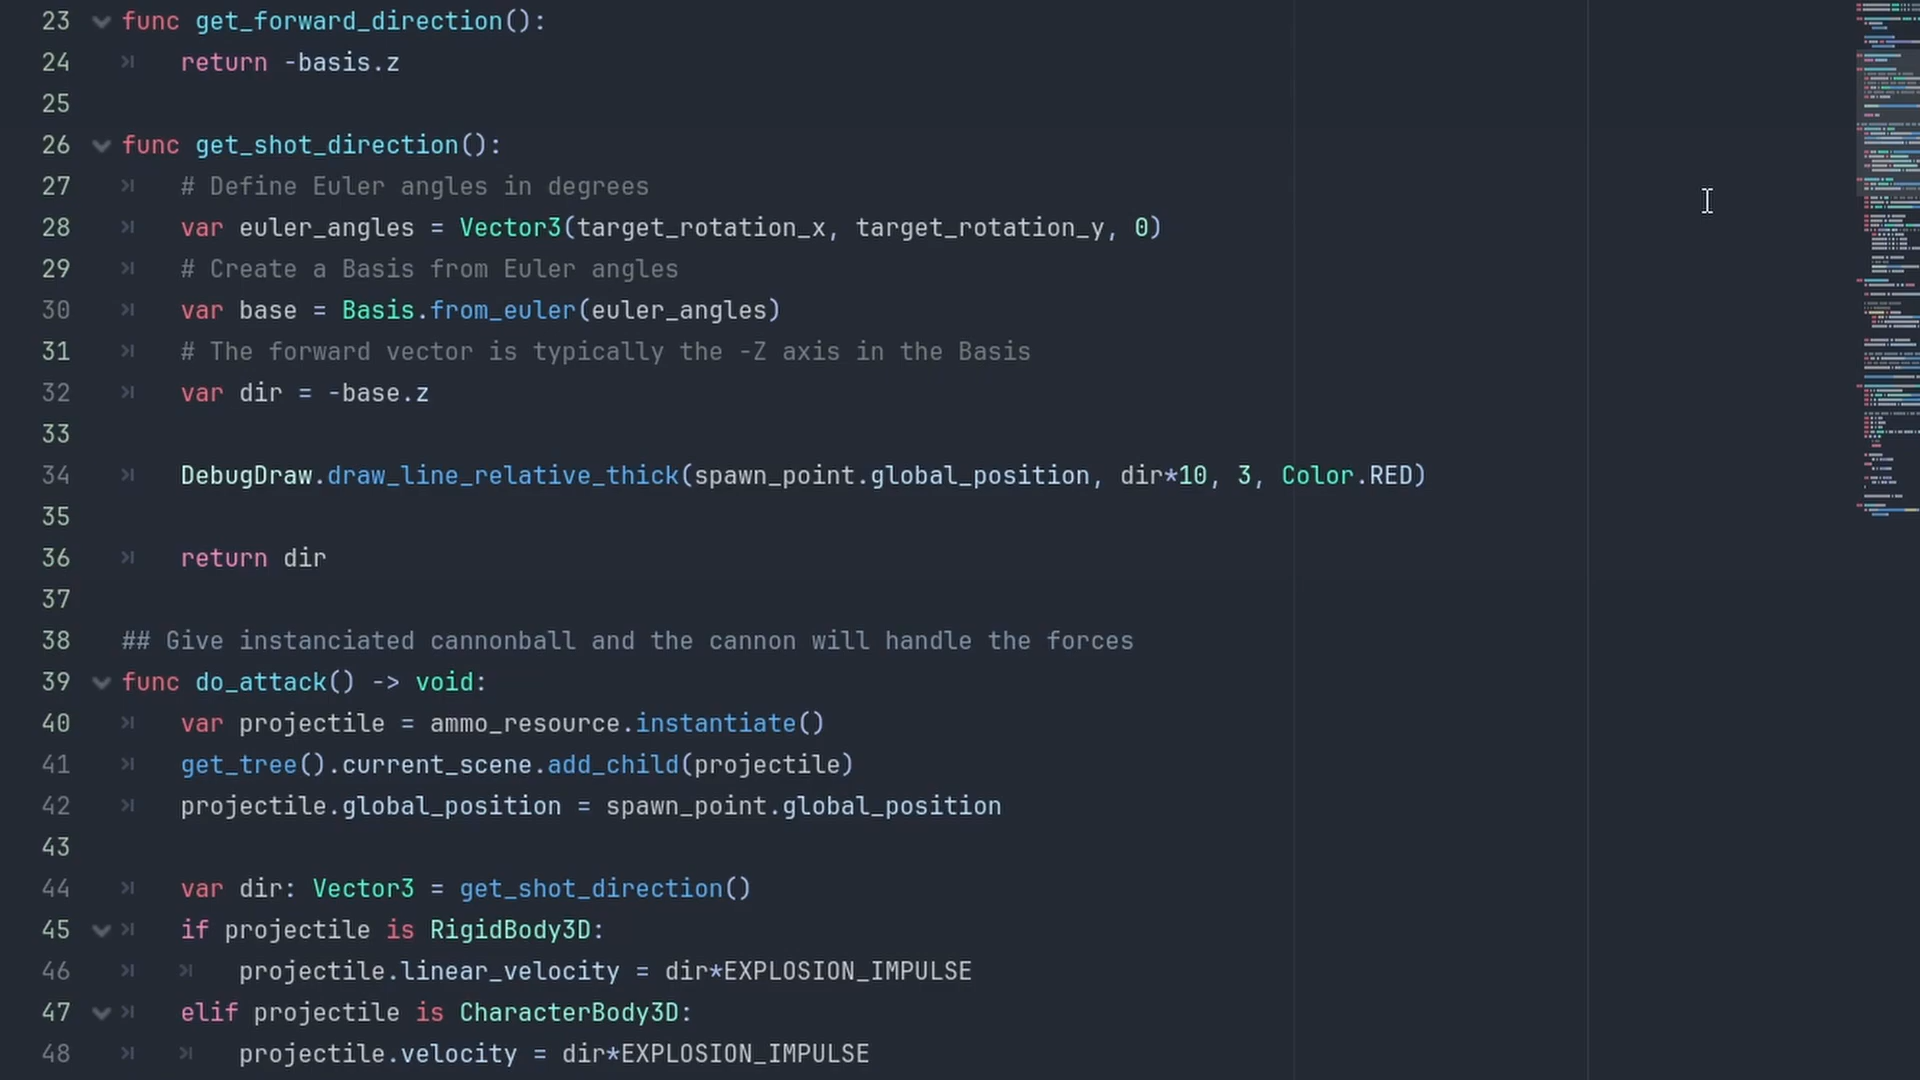 23 func get_forward_direction():
24 return -basis.z
25
26 func get_shot_direction():
27 # Define Euler angles in degrees
28 var euler_angles = Vector3(target_rotation_x, target_rotation_y, 0)
29 # Create a Basis from Euler angles
30 var base = Basis.from_euler(euler_angles)
31 # The forward vector is typically the -Z axis in the Basis
32 var dir = -base.z
33
34 DebugDraw.draw_line_relative_thick(spawn_point.global_position, dir*10, 3, Color.RED)
35
36 return dir
37
38 ## Give instanciated cannonball and the cannon will handle the forces
39 func do_attack() -> void:
40 var projectile = ammo_resource.instantiate()
41 get_tree().current_scene.add_child(projectile)
42 projectile.global_position = spawn_point.global_position
43
44 var dir: Vector3 = get_shot_direction()
45 if projectile is RigidBody3D:
46 projectile.linear_velocity = dir*EXPLOSION_IMPULSE
47 elif projectile is CharacterBody3D:
48 projectile.velocity = dir*EXPLOSION_IMPULSE